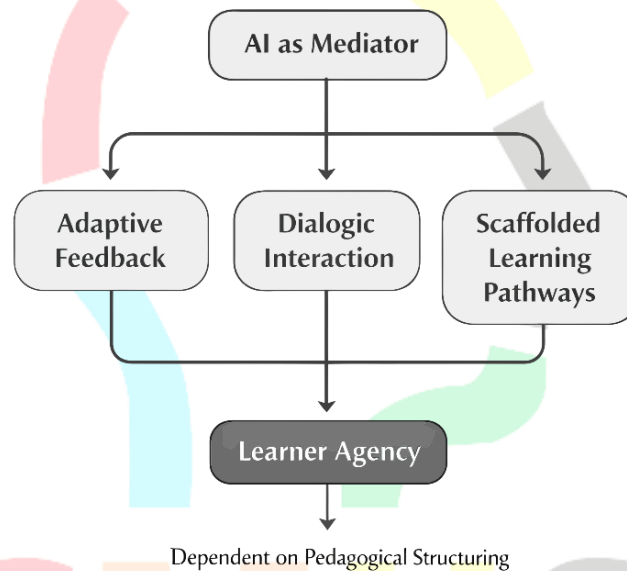 AI as Mediator
Adaptive
Feedback
Dialogic
Interaction
Scaffolded
Learning
Pathways
Learner Agency
Dependent on Pedagogical Structuring